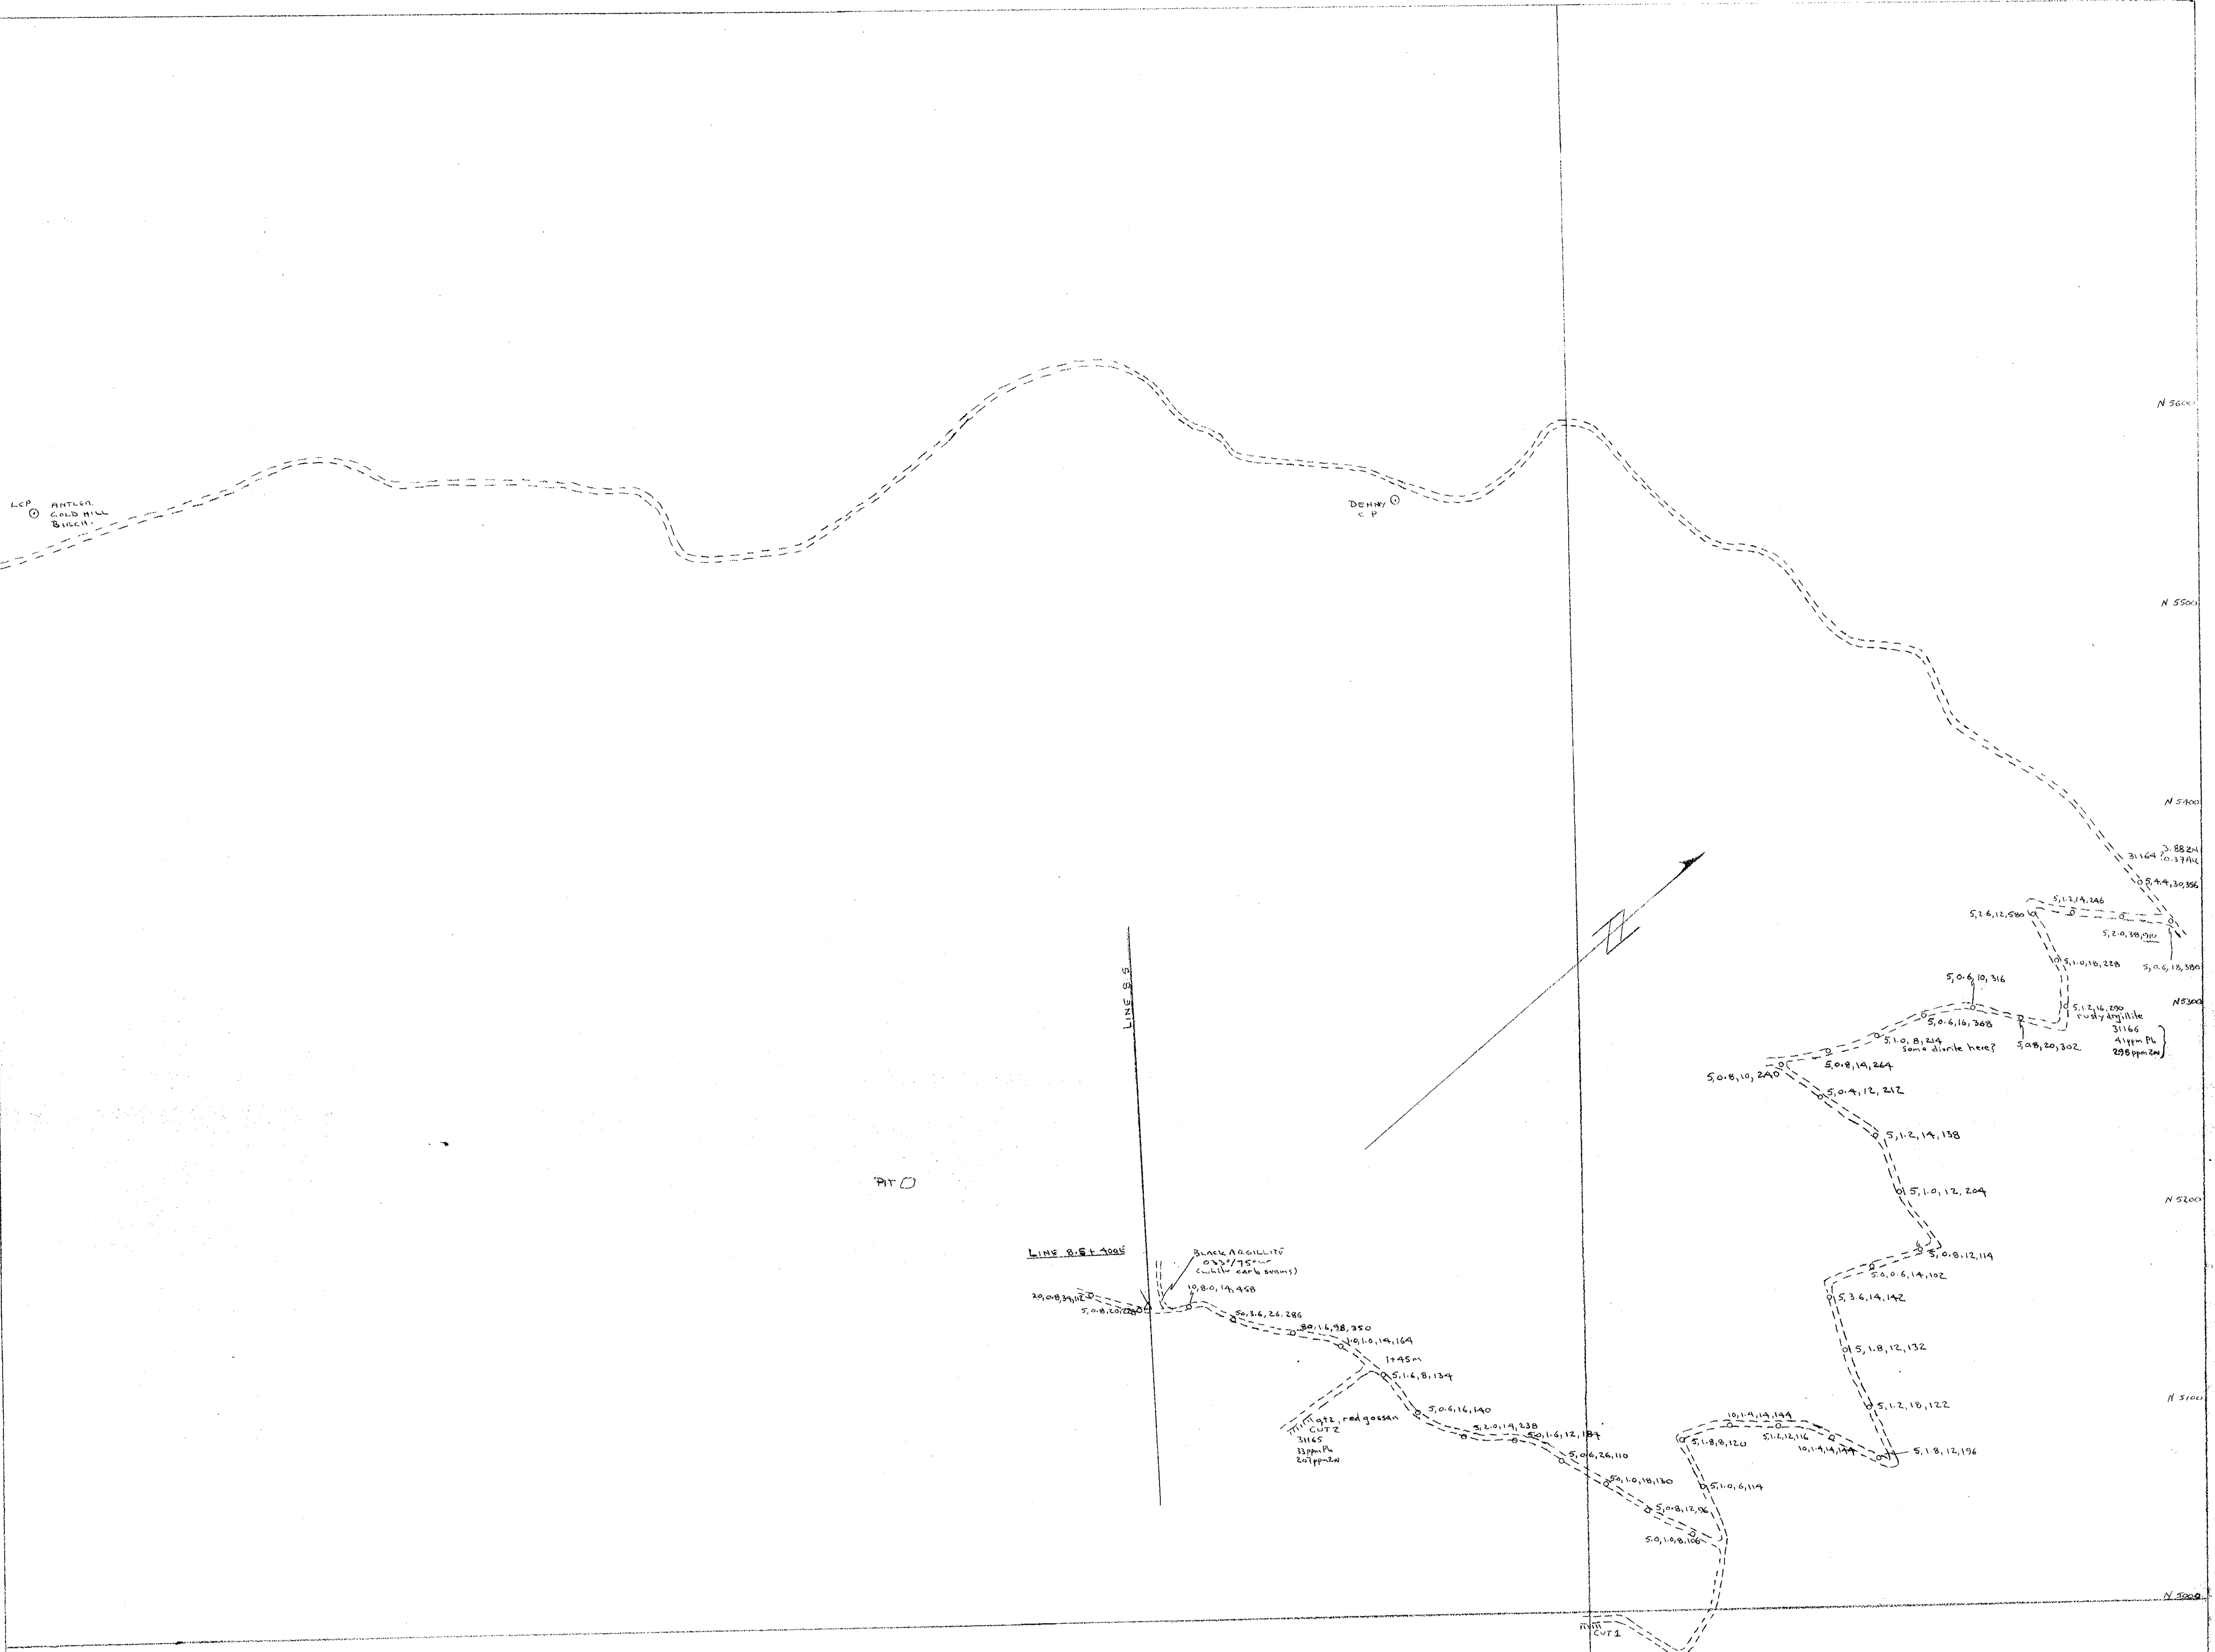 N 5600
LCP ANTLER
GOLD HILL
BIRCH.
DENNY
C P
N 5500
N 5400
3.88ZN
31164 0.37AU
5,4.4,30,356
5,1.2,14,246
5,2.6,12,580
5,2.0,38,910
5,1.0,18,228
5,0.6,18,380
LINE 8.5
N
5,0.6,10,316
N5300
5,1.2,16,290
rusty argillite
31166
41ppm Pb
298ppm ZN
5,0.6,16,368
5,1.0,8,214
some diorite here?
5,0.8,20,302
5,0.8,14,264
5,0.8,10,240
5,0.4,12,212
5,1.2,14,138
PIT
5,1.0,12,204
N 5200
LINE 8.5+400E
BLACK ARGILLITE
033°/75°
(white carb seams)
5,0.8,12,114
5.0,0.6,14,102
20,0.8,34,112
10,8.0,14,458
5,0.8,20,228
5,3.6,14,142
50,3.6,26,286
80,1.6,98,350
1.0,1.0,14,164
5,1.8,12,132
1+45m
5,1.6,8,134
N 5100
5,0.6,16,140
5,1.2,18,122
qtz, red gossan
CUT 2
31165
33ppm Pb
207ppm ZN
5,2.0,14,238
5.0,1.6,12,184
10,1.4,14,144
5,1.8,8,120
5,1.2,12,116
10,1.4,14,144
5,1.8,12,196
5,0.6,26,110
50,1.0,18,130
5,1.0,6,114
5,0.8,12,96
5.0,1.0,8,106
N 5000
CUT 1